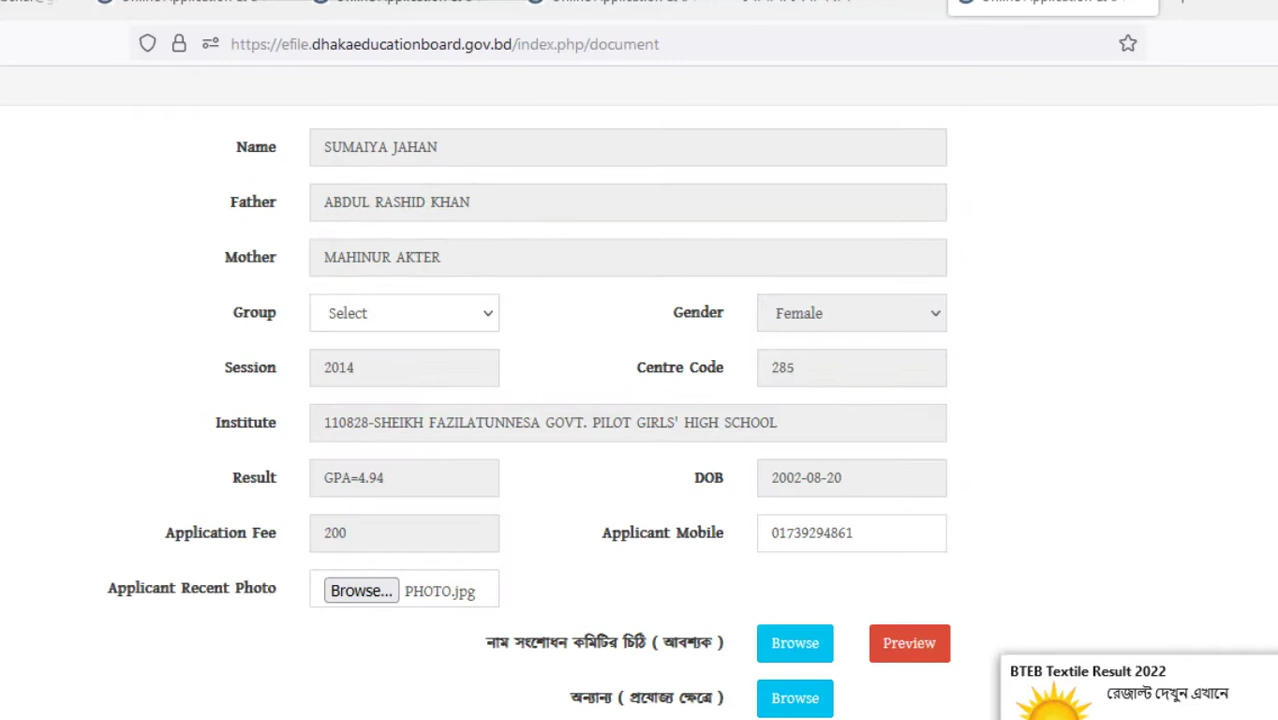 https://efile.dhakaeducationboard.gov.bd/index.php/document
Name SUMAIYA JAHAN
Father ABDUL RASHID KHAN
Mother MAHINUR AKTER
Group Select Gender Female
Session 2014 Centre Code 285
Institute 110828-SHEIKH FAZILATUNNESA GOVT. PILOT GIRLS' HIGH SCHOOL
Result GPA=4.94 DOB 2002-08-20
Application Fee 200 Applicant Mobile 01739294861
Applicant Recent Photo Browse... PHOTO.jpg
নাম সংশোধন কমিটির চিঠি ( আবশ্যক ) Browse Preview
অন্যান্য ( প্রযোজ্য ক্ষেত্রে ) Browse
BTEB Textile Result 2022
রেজাল্ট দেখুন এখানে